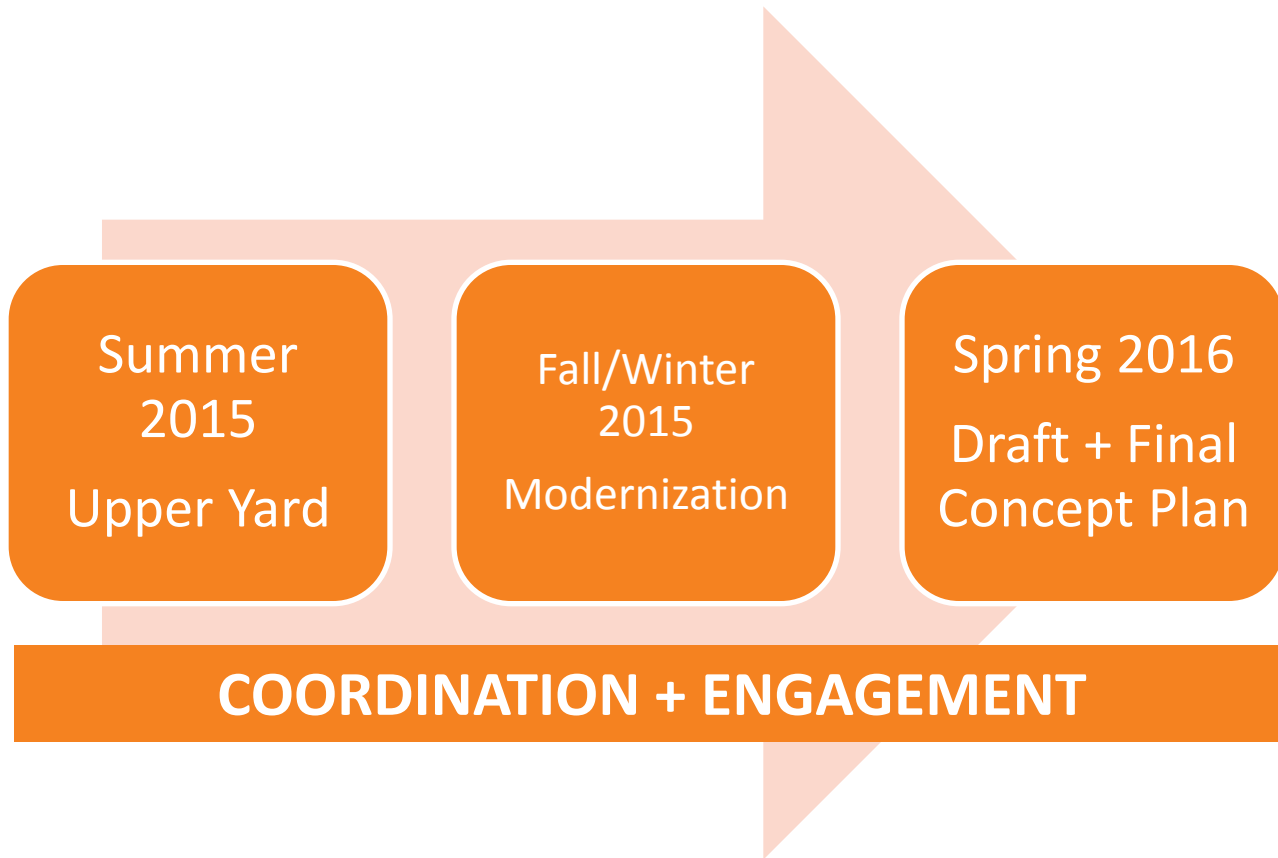 Summer
2015
Upper Yard
Fall/Winter
2015
Modernization
Spring 2016
Draft + Final
Concept Plan
COORDINATION + ENGAGEMENT